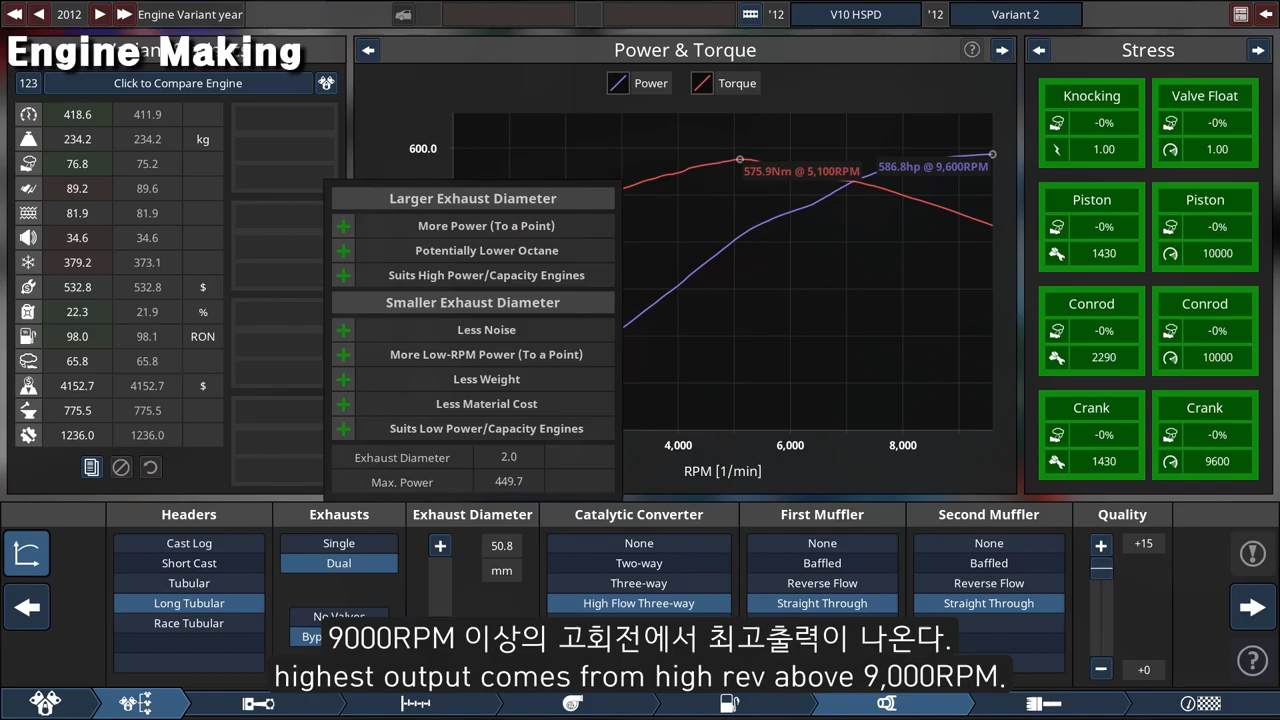 2012
Engine Variant year
'12
V10 HSPD
'12
Variant 2
Engine Making
123
Click to Compare Engine
418.6 411.9
234.2 234.2 kg
76.8 75.2
89.2 89.6
81.9 81.9
34.6 34.6
379.2 373.1
532.8 532.8 $
22.3 21.9 %
98.0 98.1 RON
65.8 65.8
4152.7 4152.7 $
775.5 775.5
1236.0 1236.0
Power & Torque
Power
Torque
600.0
575.9Nm @ 5,100RPM
586.8hp @ 9,600RPM
4,000
6,000
8,000
RPM [1/min]
Larger Exhaust Diameter
More Power (To a Point)
Potentially Lower Octane
Suits High Power/Capacity Engines
Smaller Exhaust Diameter
Less Noise
More Low-RPM Power (To a Point)
Less Weight
Less Material Cost
Suits Low Power/Capacity Engines
Exhaust Diameter 2.0
Max. Power 449.7
Stress
Knocking
-0%
1.00
Valve Float
-0%
1.00
Piston
-0%
1430
Piston
-0%
10000
Conrod
-0%
2290
Conrod
-0%
10000
Crank
-0%
1430
Crank
-0%
9600
Headers
Cast Log
Short Cast
Tubular
Long Tubular
Race Tubular
Exhausts
Single
Dual
Exhaust Diameter
50.8
mm
Catalytic Converter
None
Two-way
Three-way
High Flow Three-way
First Muffler
None
Baffled
Reverse Flow
Straight Through
Second Muffler
None
Baffled
Reverse Flow
Straight Through
Quality
+15
+0
9000RPM 이상의 고회전에서 최고출력이 나온다.
highest output comes from high rev above 9,000RPM.